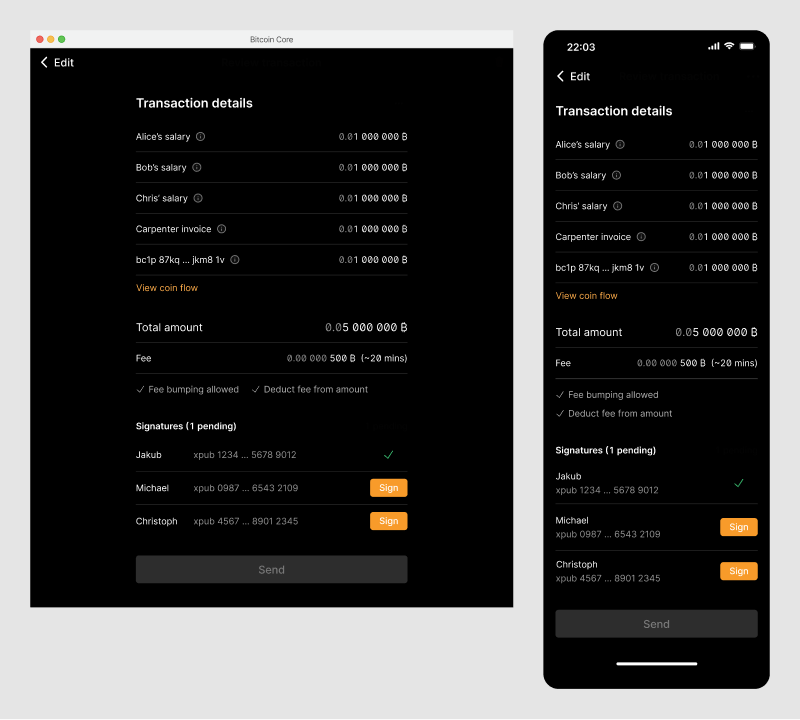 Bitcoin Core
Edit
Transaction details
Alice's salary 0.01 000 000 ₿
Bob's salary 0.01 000 000 ₿
Chris' salary 0.01 000 000 ₿
Carpenter invoice 0.01 000 000 ₿
bc1p 87kq ... jkm8 1v 0.01 000 000 ₿
View coin flow
Total amount 0.05 000 000 ₿
Fee 0.00 000 500 ₿ (~20 mins)
Fee bumping allowed Deduct fee from amount
Signatures (1 pending)
Jakub xpub 1234 ... 5678 9012
Michael xpub 0987 ... 6543 2109 Sign
Christoph xpub 4567 ... 8901 2345 Sign
Send
22:03
Edit
Transaction details
Alice's salary 0.01 000 000 ₿
Bob's salary 0.01 000 000 ₿
Chris' salary 0.01 000 000 ₿
Carpenter invoice 0.01 000 000 ₿
bc1p 87kq ... jkm8 1v 0.01 000 000 ₿
View coin flow
Total amount 0.05 000 000 ₿
Fee 0.00 000 500 ₿ (~20 mins)
Fee bumping allowed
Deduct fee from amount
Signatures (1 pending)
Jakub
xpub 1234 ... 5678 9012
Michael
xpub 0987 ... 6543 2109
Sign
Christoph
xpub 4567 ... 8901 2345
Sign
Send